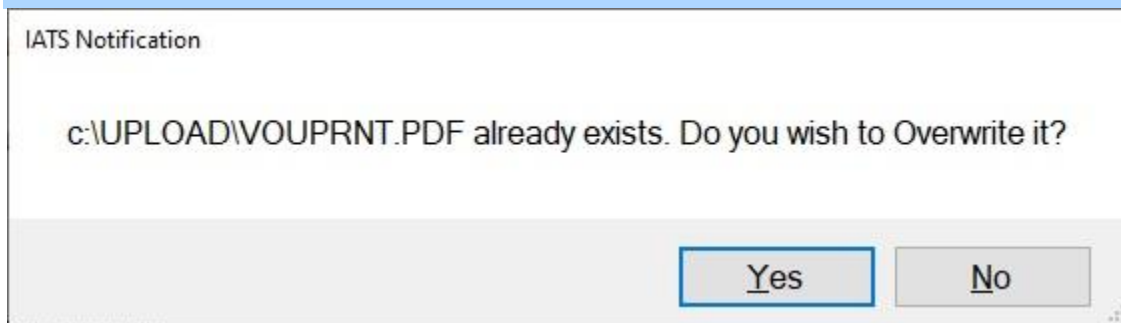 IATS Notification
c:\UPLOAD\VOUPRNT.PDF already exists. Do you wish to Overwrite it?
Yes
No